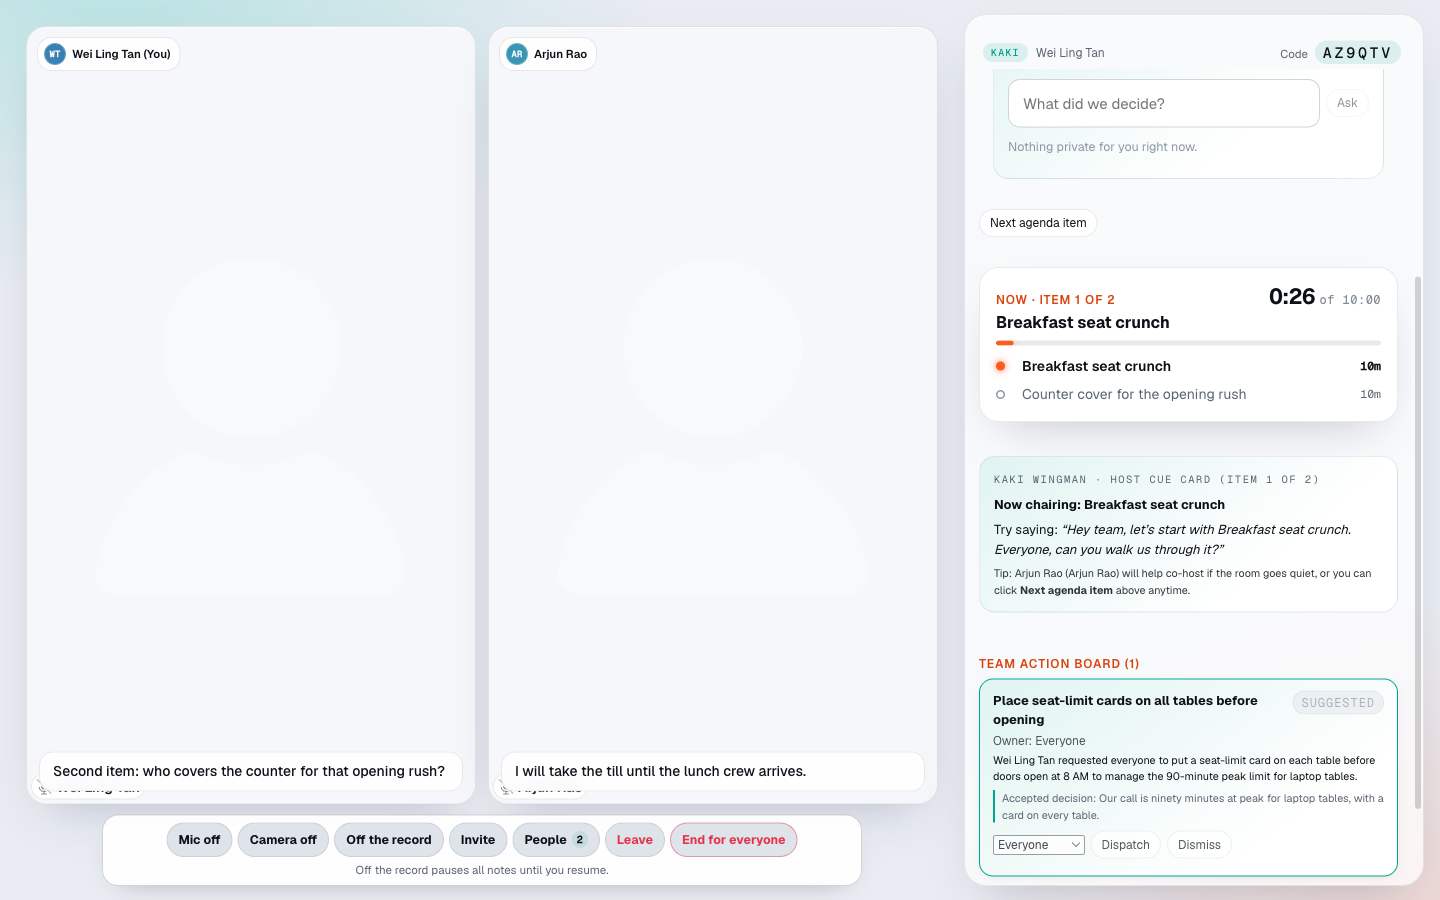 WT Wei Ling Tan (You)
AR Arjun Rao
Second item: who covers the counter for that opening rush?
Wei Ling Tan
I will take the till until the lunch crew arrives.
Arjun Rao
Mic off
Camera off
Off the record
Invite
People 2
Leave
End for everyone
Off the record pauses all notes until you resume.
KAKI Wei Ling Tan
Code AZ9QTV
What did we decide?
Ask
Nothing private for you right now.
Next agenda item
NOW · ITEM 1 OF 2
0:26 of 10:00
Breakfast seat crunch
Breakfast seat crunch 10m
Counter cover for the opening rush 10m
KAKI WINGMAN · HOST CUE CARD (ITEM 1 OF 2)
Now chairing: Breakfast seat crunch
Try saying: “Hey team, let’s start with Breakfast seat crunch.
Everyone, can you walk us through it?”
Tip: Arjun Rao (Arjun Rao) will help co-host if the room goes quiet, or you can
click Next agenda item above anytime.
TEAM ACTION BOARD (1)
Place seat-limit cards on all tables before
opening
SUGGESTED
Owner: Everyone
Wei Ling Tan requested everyone to put a seat-limit card on each table before
doors open at 8 AM to manage the 90-minute peak limit for laptop tables.
Accepted decision: Our call is ninety minutes at peak for laptop tables, with a
card on every table.
Everyone
Dispatch
Dismiss